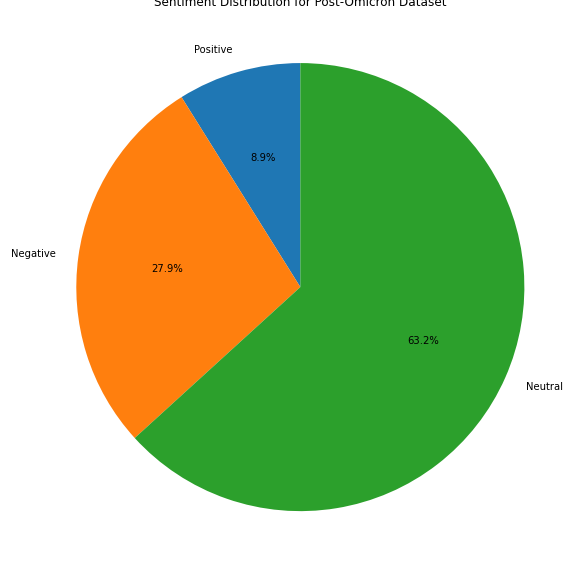 Sentiment Distribution for Post-Omicron Dataset
Positive
8.9%
Negative
27.9%
63.2%
Neutral